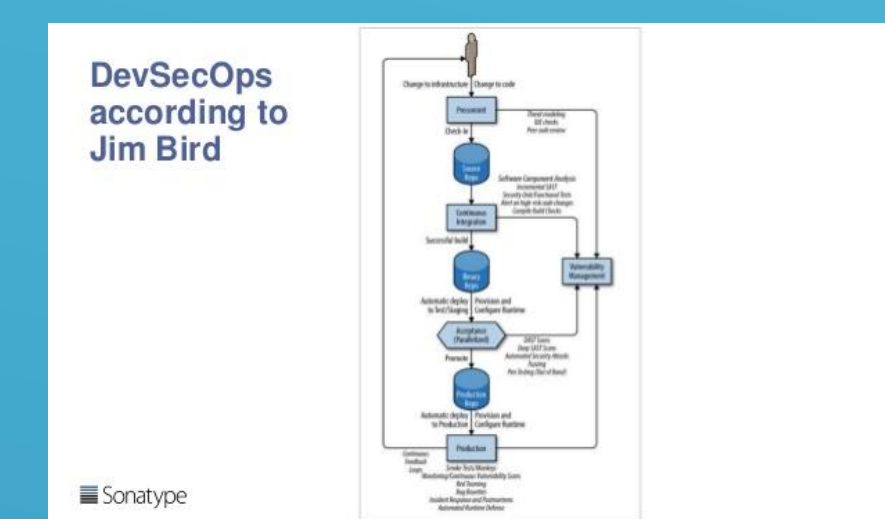 DevSecOps
according to
Jim Bird
Change to infrastructure Change to code
Precommit
Threat modeling
IDE checks
Peer code review
Check-in
Source
Repo
Software Component Analysis
Incremental SAST
Security Unit/Functional Tests
Alert on high risk code changes
Compile Build Checks
Continuous
Integration
Successful build
Vulnerability
Management
Binary
Repo
Automatic deploy Provision and
to Test/Staging Configure Runtime
Acceptance
(Parallelized)
DAST Scans
Deep SAST Scans
Automated Security Attacks
Fuzzing
Pen Testing (Out of Band)
Promote
Production
Repo
Automatic deploy Provision and
to Production Configure Runtime
Production
Continuous
Feedback
Loops
Smoke Tests/Monkeys
Monitoring/Continuous Vulnerability Scans
Red Teaming
Bug Bounties
Incident Response and Postmortems
Automated Runtime Defense
Sonatype